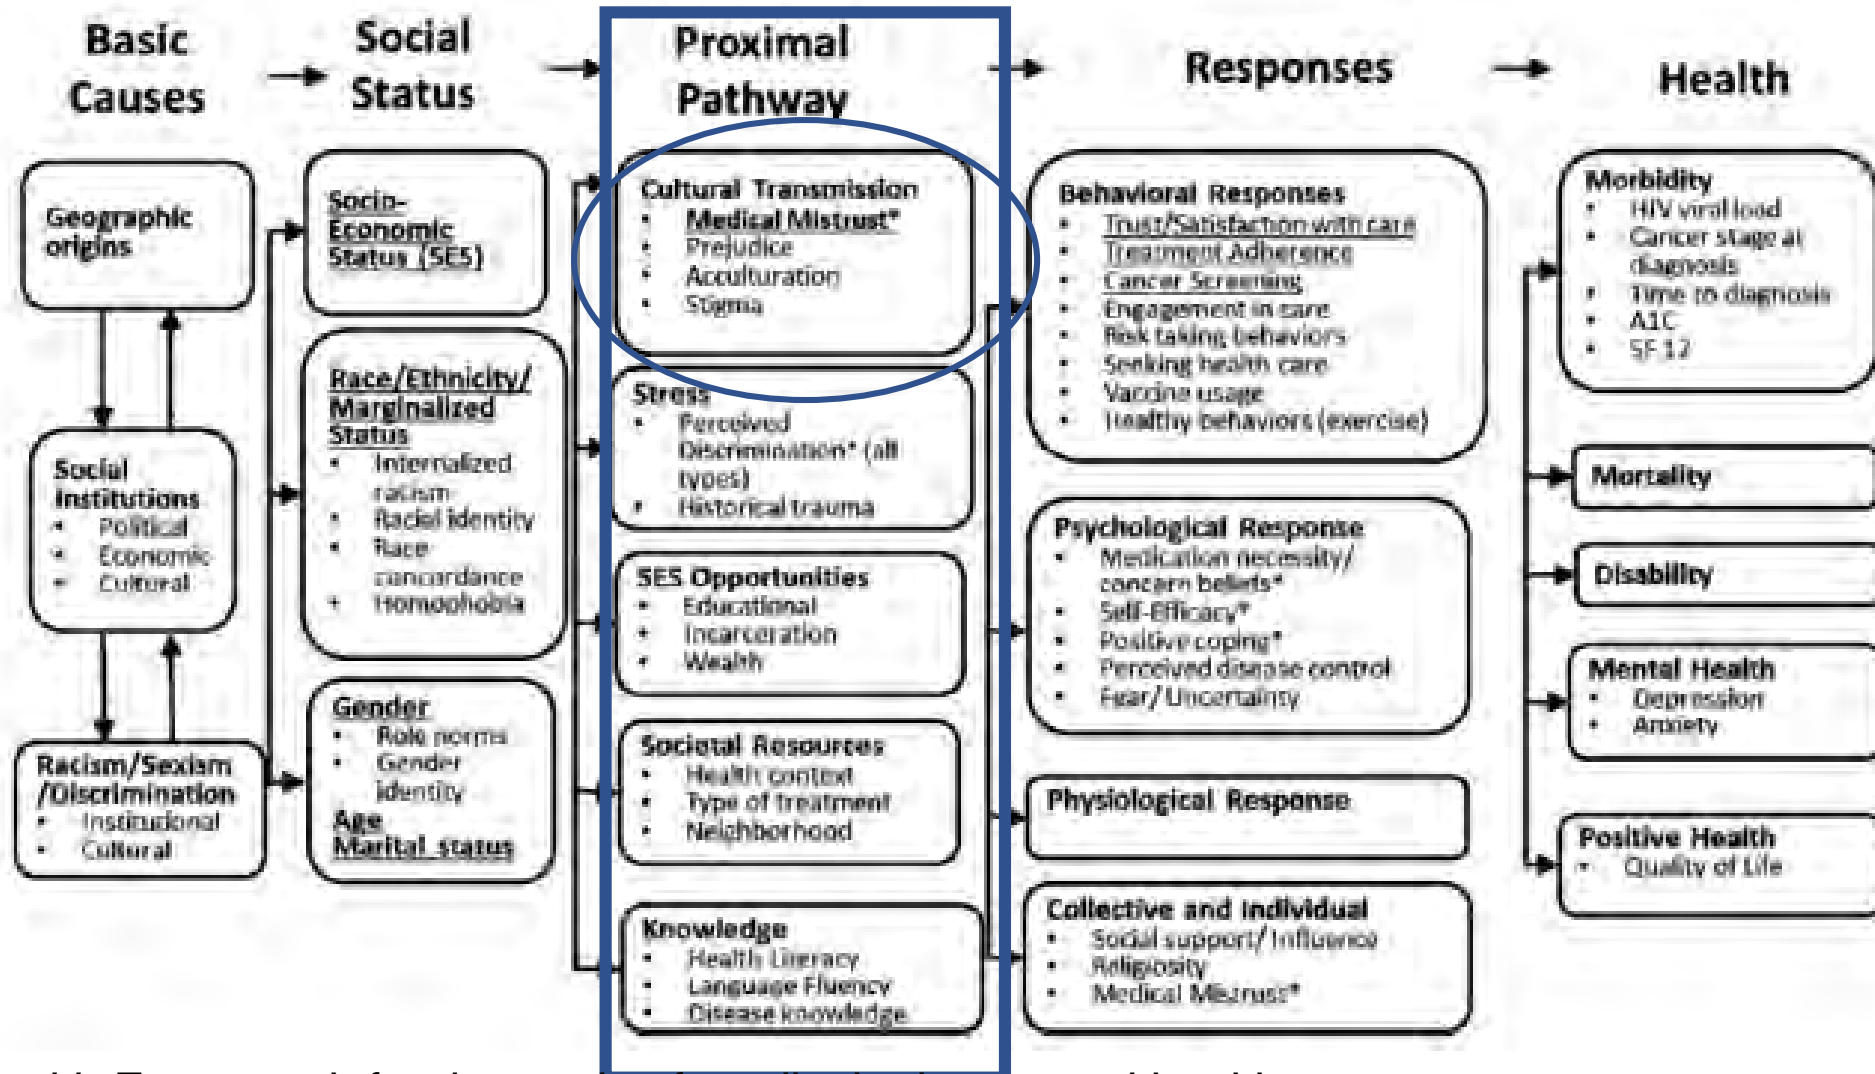 Basic
Causes
Social
Status
Proximal
Pathway
Responses
Health
Geographic
origins
Social
Institutions
• Political
• Economic
• Cultural
Racism/Sexism
/Discrimination
• Institutional
• Cultural
Socio-
Economic
Status (SES)
Race/Ethnicity/
Marginalized
Status
• Internalized
racism
• Racial identity
• Race
concordance
• Homophobia
Gender
• Role norms
• Gender
identity
Age
Marital status
Cultural Transmission
• Medical Mistrust*
• Prejudice
• Acculturation
• Stigma
Stress
• Perceived
Discrimination* (all
types)
• Historical trauma
SES Opportunities
• Educational
• Incarceration
• Wealth
Societal Resources
• Health context
• Type of treatment
• Neighborhood
Knowledge
• Health Literacy
• Language Fluency
• Disease knowledge
Behavioral Responses
• Trust/Satisfaction with care
• Treatment Adherence
• Cancer Screening
• Engagement in care
• Risk taking behaviors
• Seeking health care
• Vaccine usage
• Healthy behaviors (exercise)
Psychological Response
• Medication necessity/
concern beliefs*
• Self-Efficacy*
• Positive coping*
• Perceived disease control
• Fear/Uncertainty
Physiological Response
Collective and Individual
• Social support/ Influence
• Religiosity
• Medical Mistrust*
Morbidity
• HIV viral load
• Cancer stage at
diagnosis
• Time to diagnosis
• A1C
• SF 12
Mortality
Disability
Mental Health
• Depression
• Anxiety
Positive Health
• Quality of Life